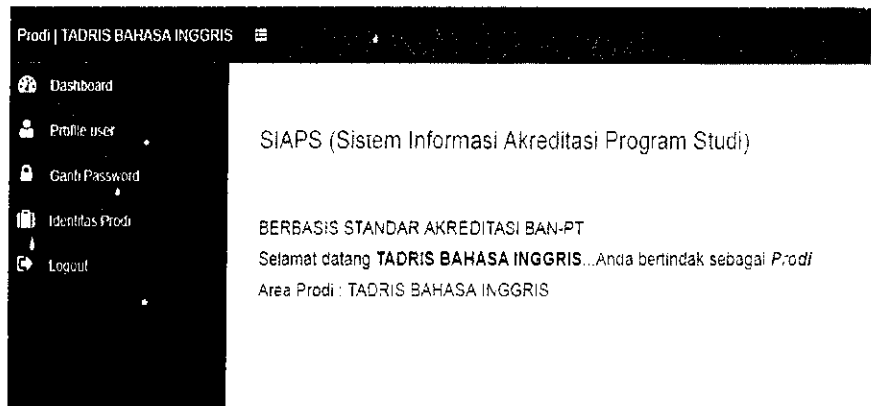 Prodi | TADRIS BAHASA INGGRIS
Dashboard
Profile user
Ganti Password
Identitas Prodi
Logout
SIAPS (Sistem Informasi Akreditasi Program Studi)
BERBASIS STANDAR AKREDITASI BAN-PT
Selamat datang TADRIS BAHASA INGGRIS...Anda bertindak sebagai Prodi
Area Prodi : TADRIS BAHASA INGGRIS